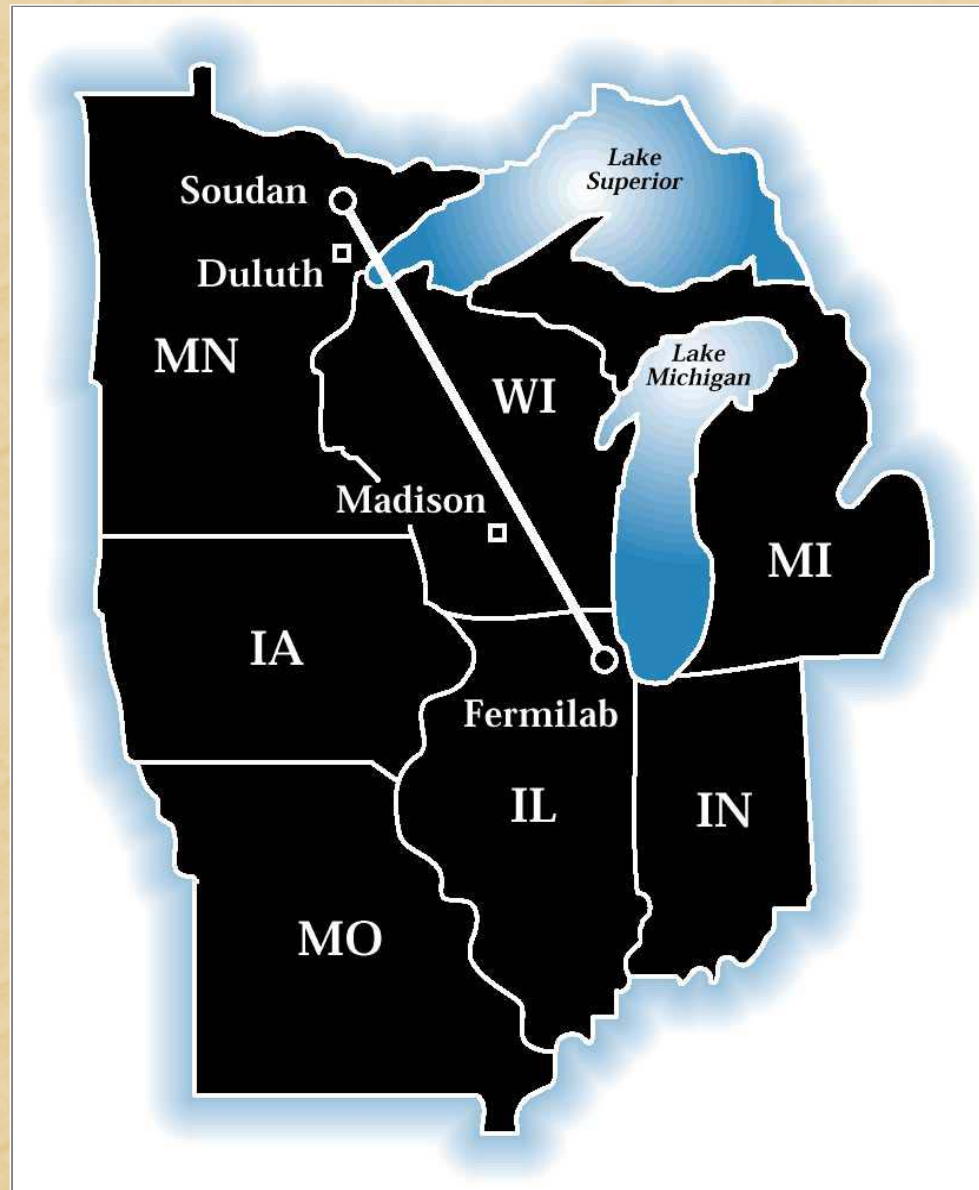 Lake
Superior
Soudan
Duluth
MN
Lake
Michigan
WI
Madison
MI
IA
Fermilab
IL
IN
MO